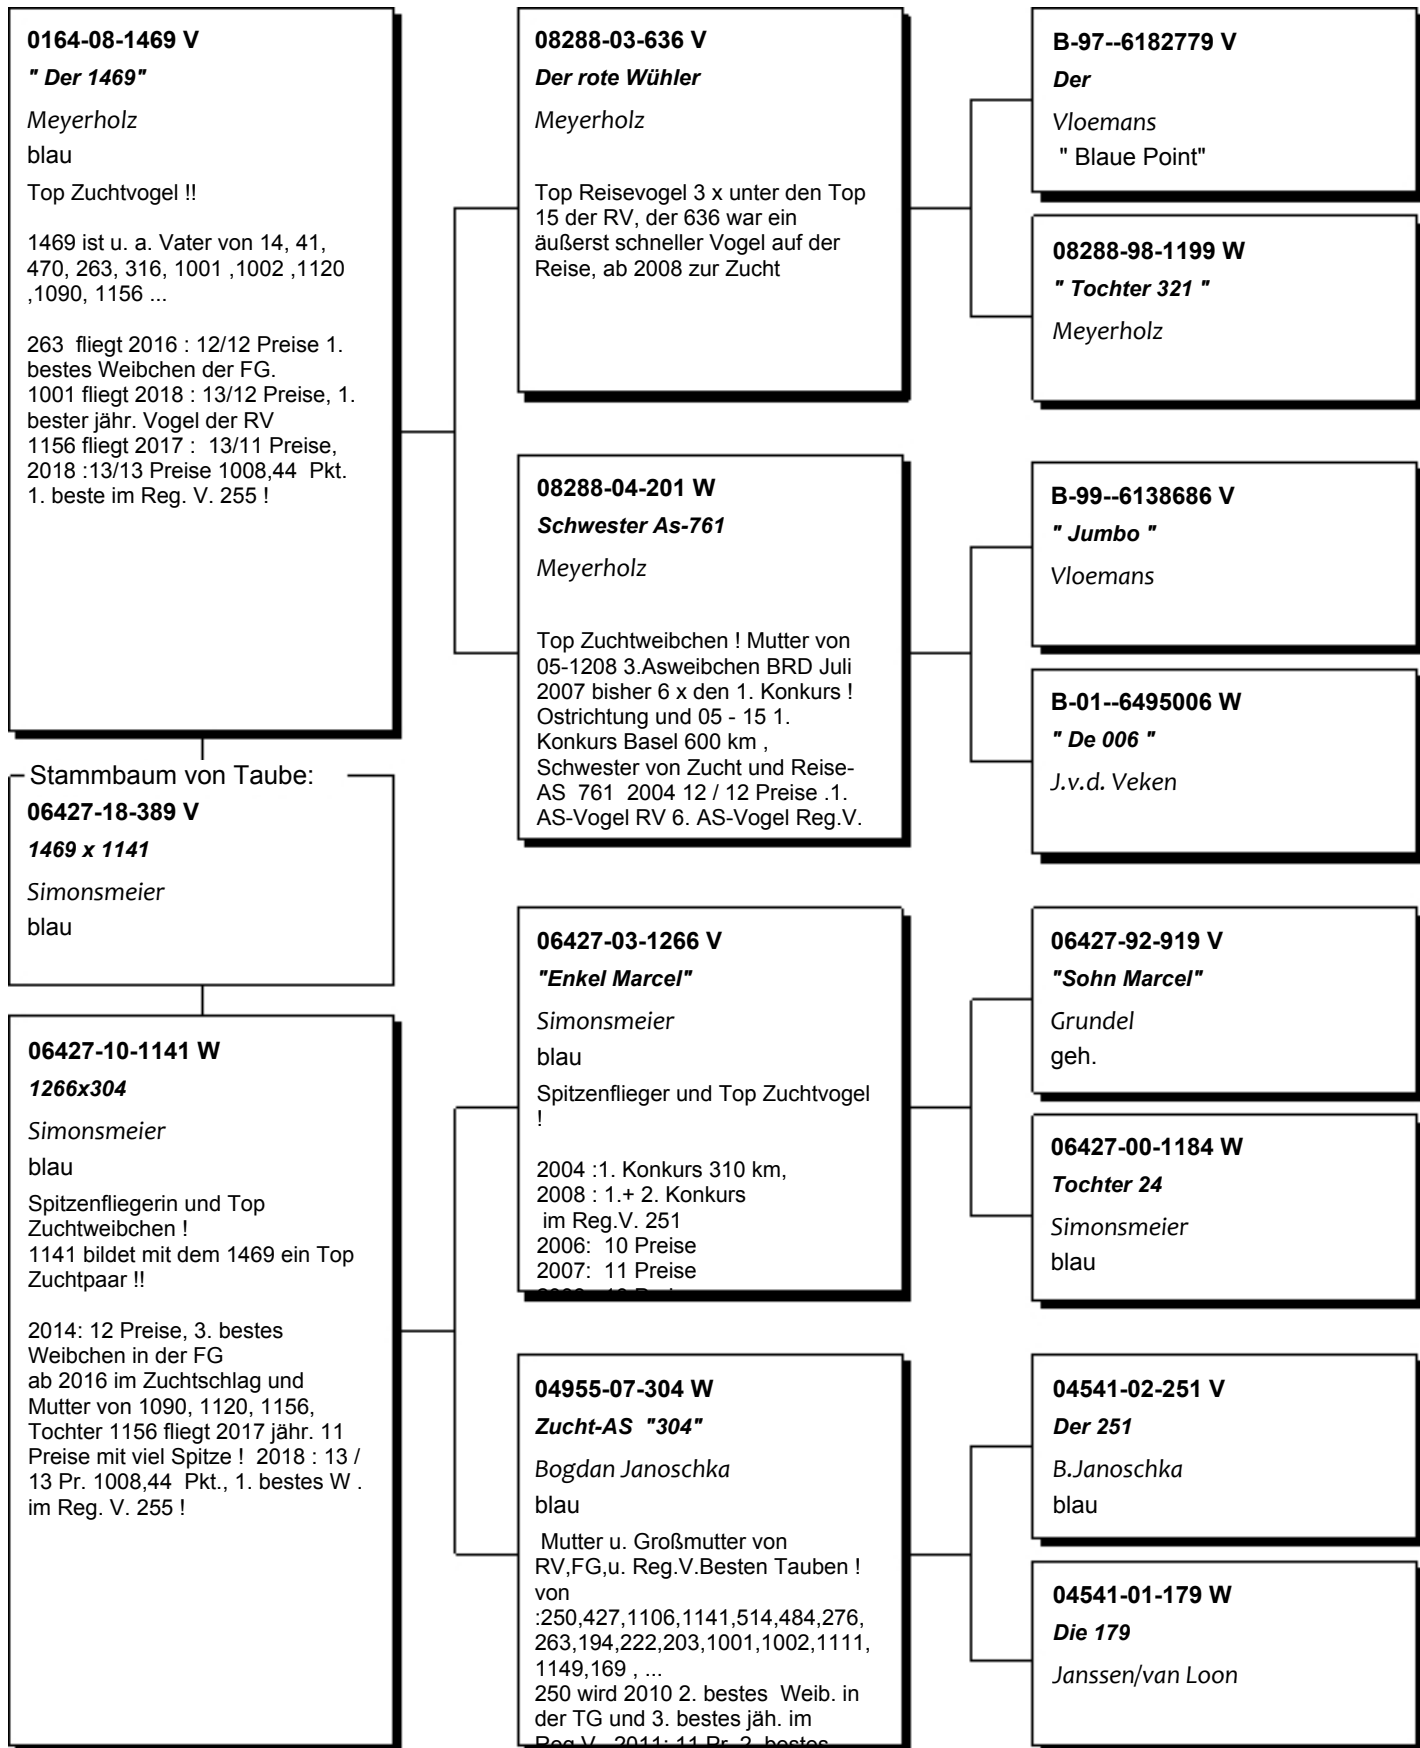 0164-08-1469 V
" Der 1469"
Meyerholz
blau
Top Zuchtvogel !!
1469 ist u. a. Vater von 14, 41,
470, 263, 316, 1001 ,1002 ,1120
,1090, 1156 ...
263  fliegt 2016 : 12/12 Preise 1.
bestes Weibchen der FG.
1001 fliegt 2018 : 13/12 Preise, 1.
bester jähr. Vogel der RV
1156 fliegt 2017 :  13/11 Preise,
2018 :13/13 Preise 1008,44  Pkt.
1. beste im Reg. V. 255 !
Stammbaum von Taube:
06427-18-389 V
1469 x 1141
Simonsmeier
blau
06427-10-1141 W
1266x304
Simonsmeier
blau
Spitzenfliegerin und Top
Zuchtweibchen !
1141 bildet mit dem 1469 ein Top
Zuchtpaar !!
2014: 12 Preise, 3. bestes
Weibchen in der FG
ab 2016 im Zuchtschlag und
Mutter von 1090, 1120, 1156,
Tochter 1156 fliegt 2017 jähr. 11
Preise mit viel Spitze !  2018 : 13 /
13 Pr. 1008,44  Pkt., 1. bestes W .
im Reg. V. 255 !
08288-03-636 V
Der rote Wühler
Meyerholz
Top Reisevogel 3 x unter den Top
15 der RV, der 636 war ein
äußerst schneller Vogel auf der
Reise, ab 2008 zur Zucht
08288-04-201 W
Schwester As-761
Meyerholz
Top Zuchtweibchen ! Mutter von
05-1208 3.Asweibchen BRD Juli
2007 bisher 6 x den 1. Konkurs !
Ostrichtung und 05 - 15 1.
Konkurs Basel 600 km ,
Schwester von Zucht und Reise-
AS  761  2004 12 / 12 Preise .1.
AS-Vogel RV 6. AS-Vogel Reg.V.
06427-03-1266 V
"Enkel Marcel"
Simonsmeier
blau
Spitzenflieger und Top Zuchtvogel
!
2004 :1. Konkurs 310 km,
2008 : 1.+ 2. Konkurs
im Reg.V. 251
2006:  10 Preise
2007:  11 Preise
04955-07-304 W
Zucht-AS  "304"
Bogdan Janoschka
blau
Mutter u. Großmutter von
RV,FG,u. Reg.V.Besten Tauben !
von
:250,427,1106,1141,514,484,276,
263,194,222,203,1001,1002,1111,
1149,169 , ...
250 wird 2010 2. bestes  Weib. in
der TG und 3. bestes jäh. im
Reg.V., 2011: 11 Pr. 2. bestes
B-97--6182779 V
Der
Vloemans
" Blaue Point"
08288-98-1199 W
" Tochter 321 "
Meyerholz
B-99--6138686 V
" Jumbo "
Vloemans
B-01--6495006 W
" De 006 "
J.v.d. Veken
06427-92-919 V
"Sohn Marcel"
Grundel
geh.
06427-00-1184 W
Tochter 24
Simonsmeier
blau
04541-02-251 V
Der 251
B.Janoschka
blau
04541-01-179 W
Die 179
Janssen/van Loon